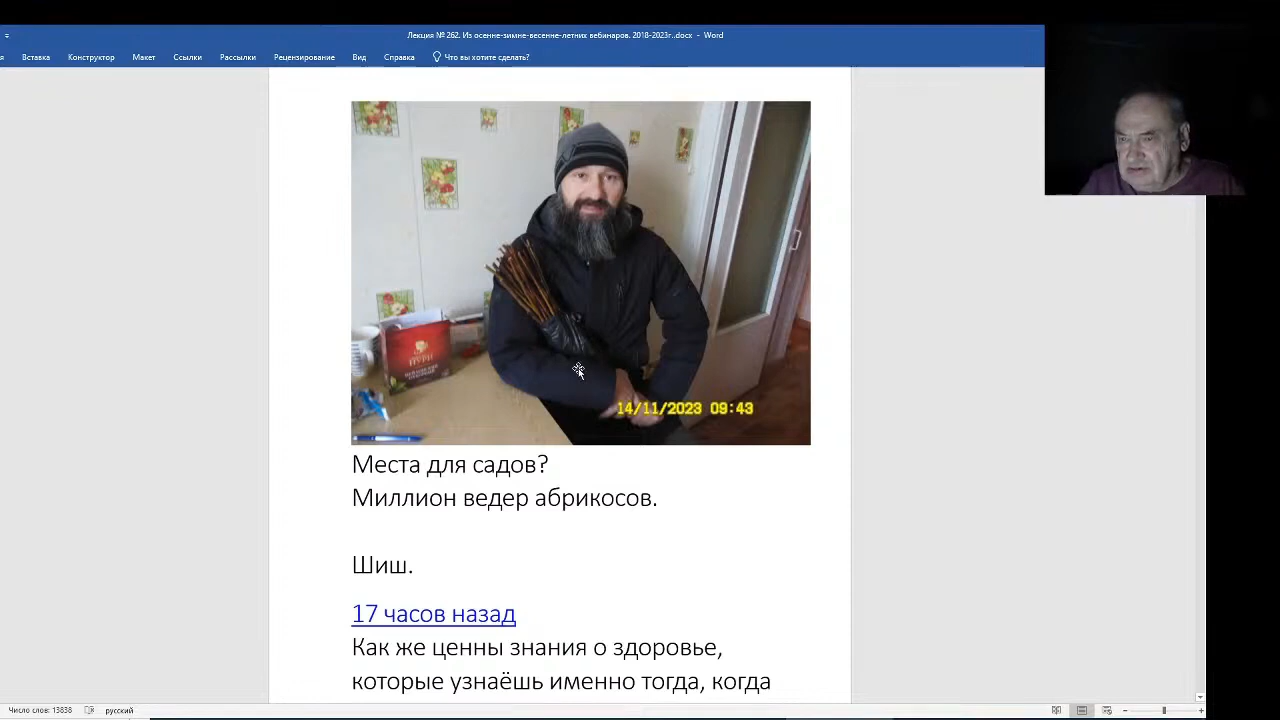 Лекция № 262. Из осенне-зимне-весенне-летних вебинаров. 2018-2023г..docx - Word
Вставка Конструктор Макет Ссылки Рассылки Рецензирование Вид Справка Что вы хотите сделать?
14/11/2023 09:43
Места для садов?
Миллион ведер абрикосов.
Шиш.
17 часов назад
Как же ценны знания о здоровье,
которые узнаёшь именно тогда, когда
Число слов: 13838 русский